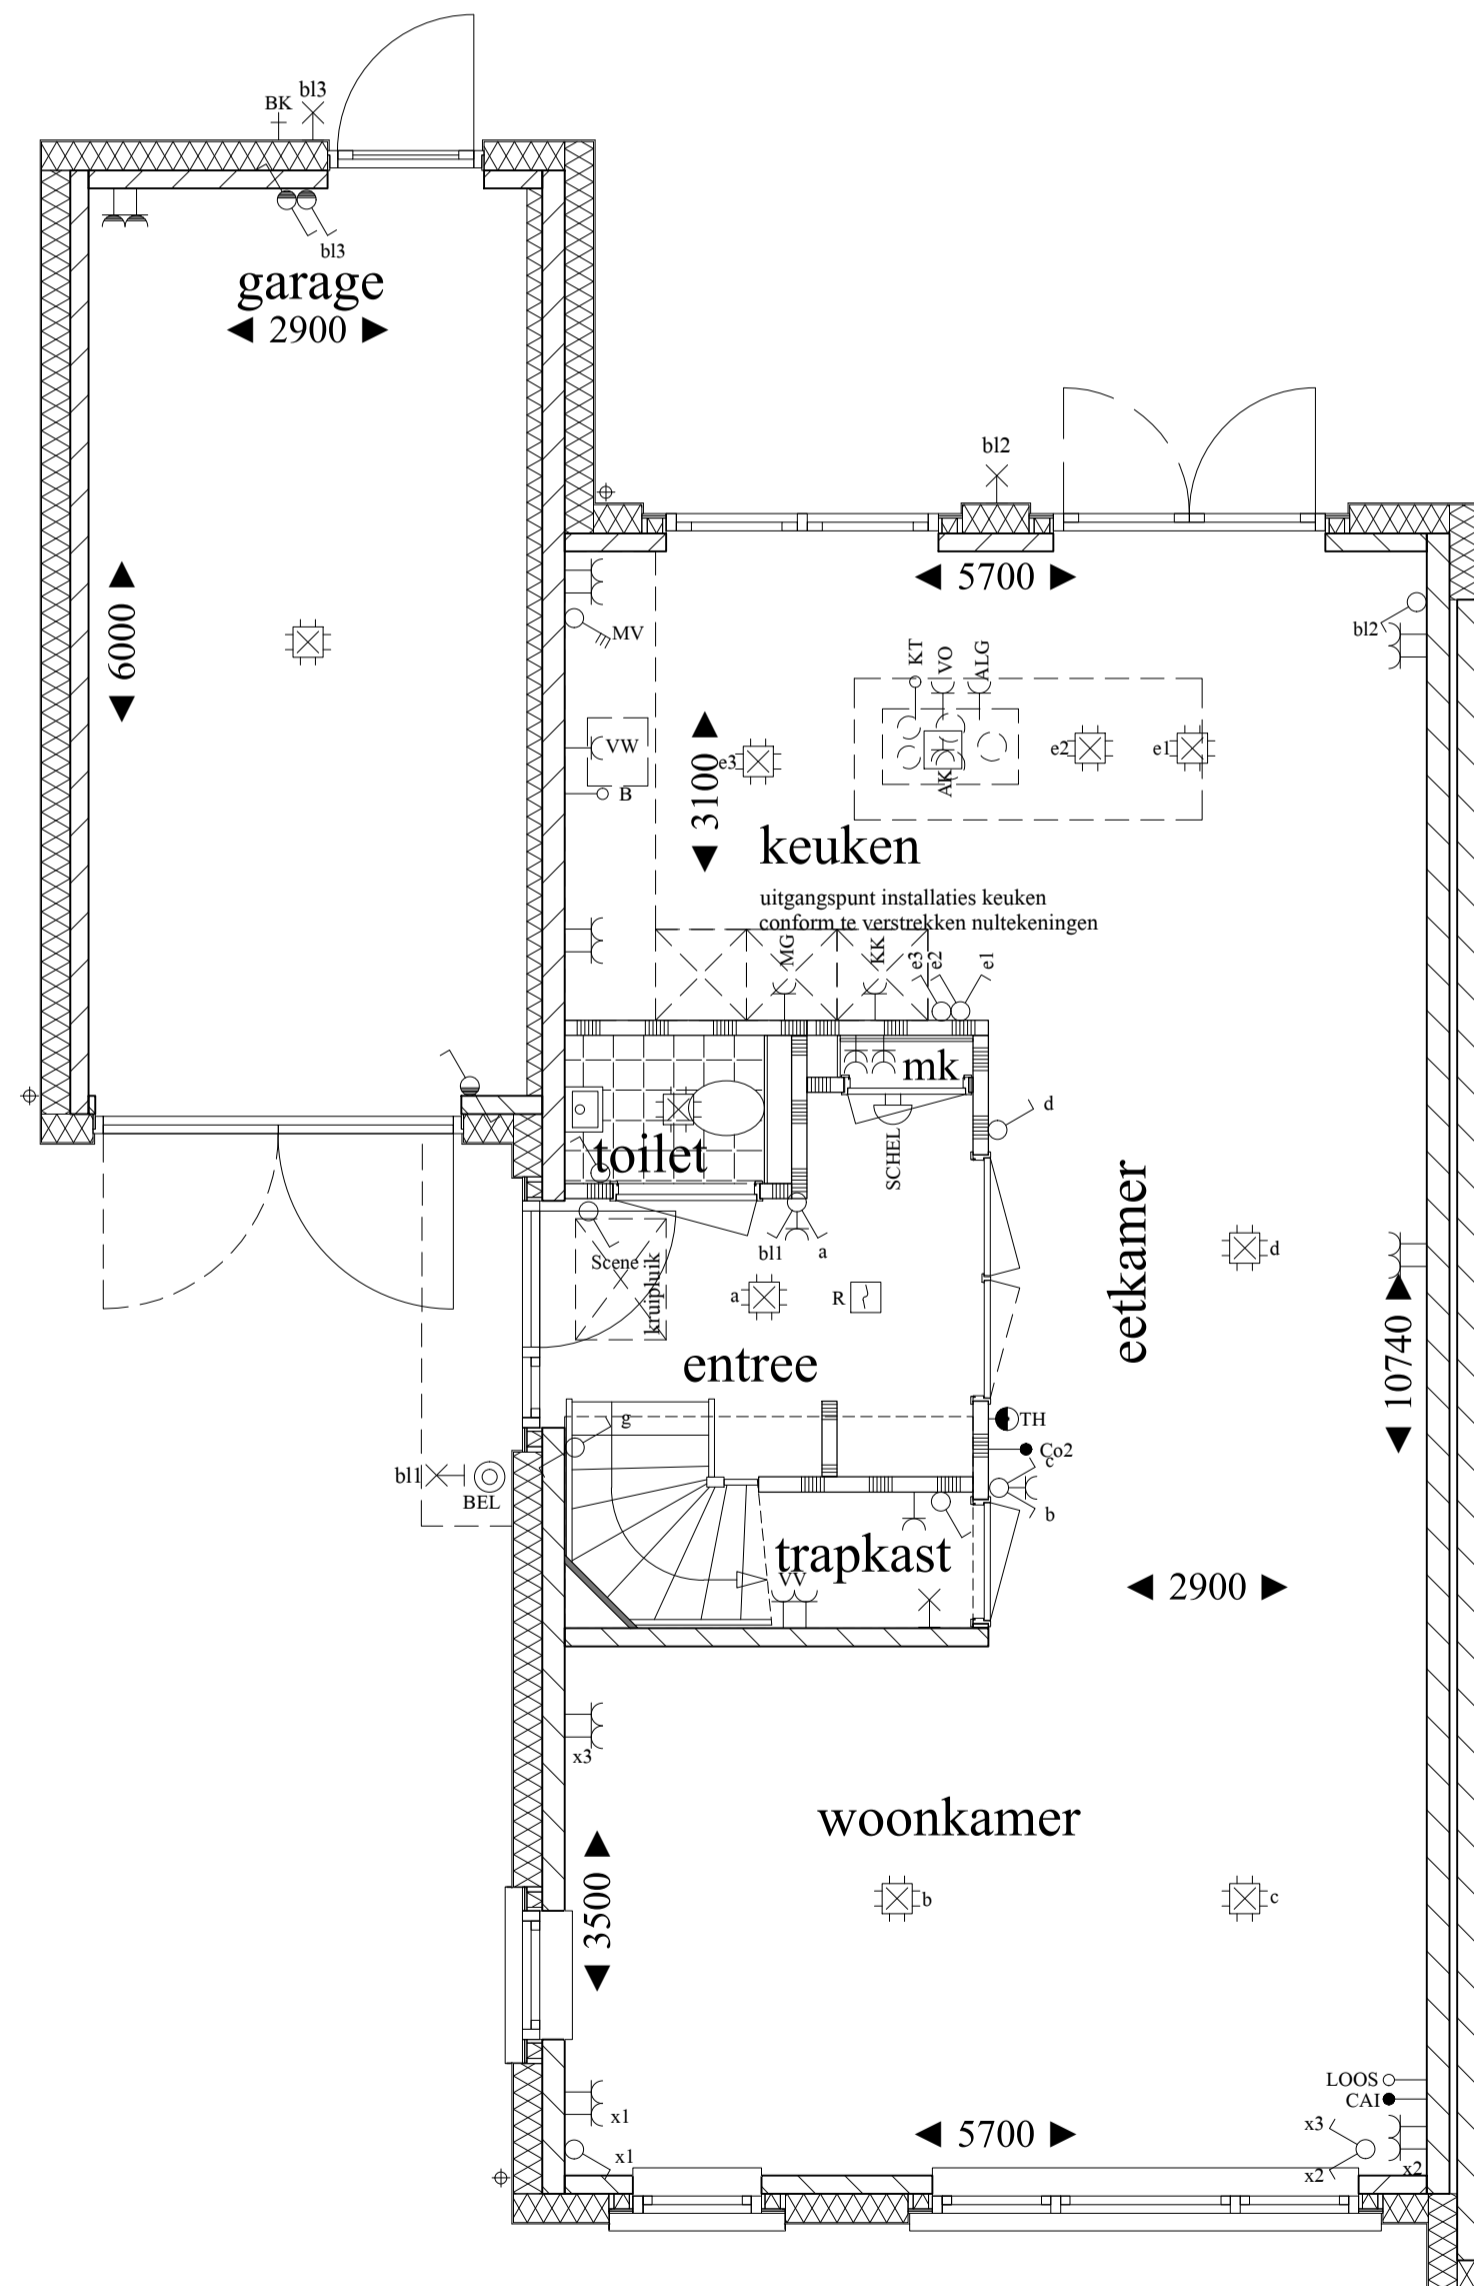 bl3
BK
bl3
garage
2900
6000
bl2
5700
bl2
MV
KT
VO
ALG
VW
B
3100
e3
AK
e2
e1
keuken
uitgangspunt installaties keuken
conform te verstrekken nultekeningen
MG
KK
e3
e2
e1
mk
SCHEL
d
toilet
Scene
kruipluik
bl1
a
a
R
eetkamer
d
10740
entree
g
TH
Co2
c
b
bl1
BEL
trapkast
VV
2900
x3
woonkamer
3500
b
c
LOOS
CAI
x1
x1
5700
x3
x2
x2